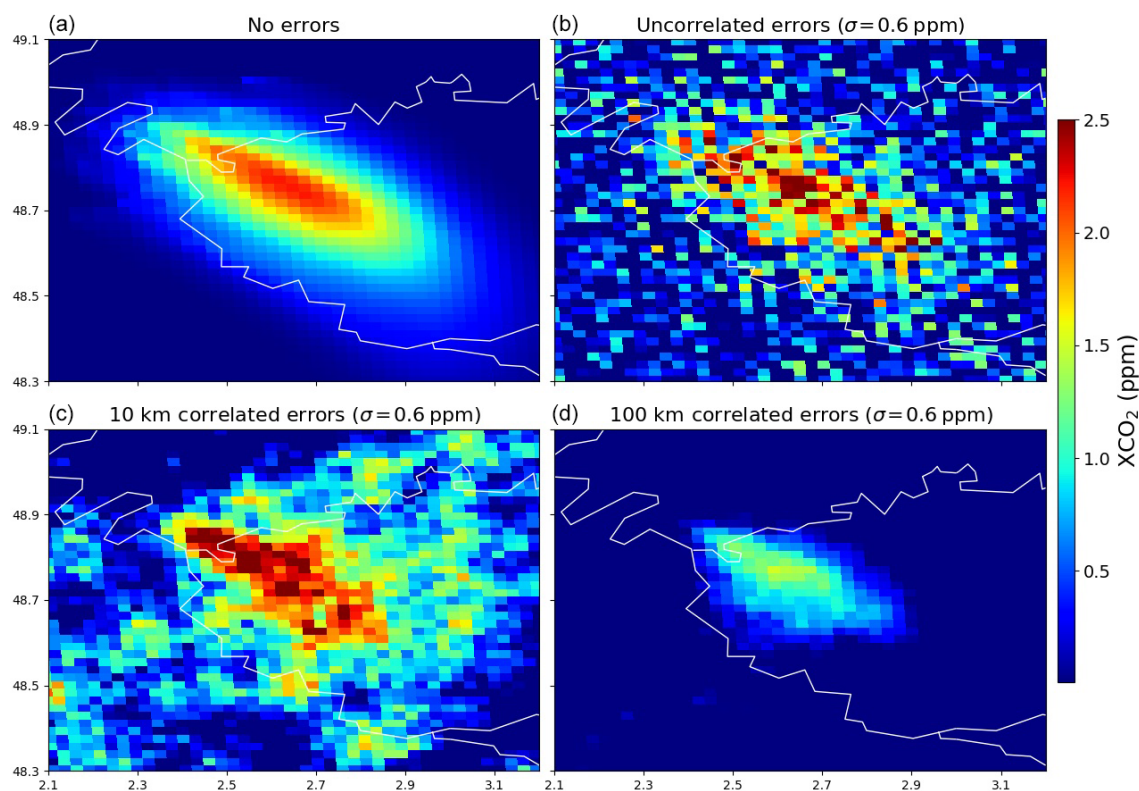 (a) No errors
(b) Uncorrelated errors (σ = 0.6 ppm)
49.1
48.9
48.7
48.5
48.3
2.5
2.0
1.5
1.0
0.5
XCO₂ (ppm)
(c) 10 km correlated errors (σ = 0.6 ppm)
(d) 100 km correlated errors (σ = 0.6 ppm)
49.1
48.9
48.7
48.5
48.3
2.1 2.3 2.5 2.7 2.9 3.1
2.3 2.5 2.7 2.9 3.1